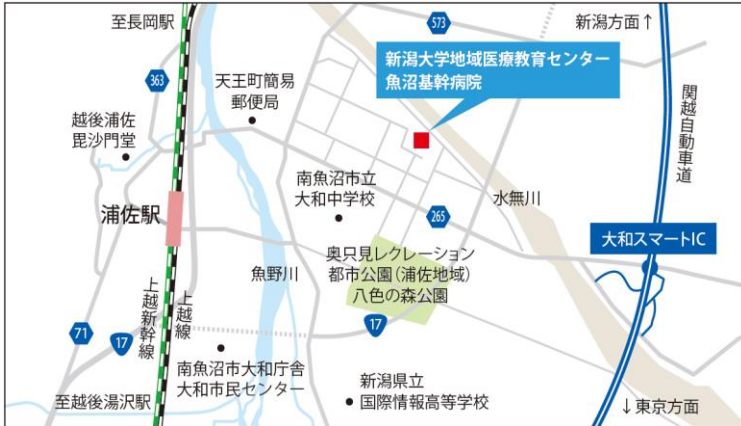 至長岡駅
573
新潟方面↑
新潟大学地域医療教育センター
魚沼基幹病院
363
天王町簡易
郵便局
越後浦佐
毘沙門堂
関越自動車道
南魚沼市立
大和中学校
水無川
浦佐駅
265
大和スマートIC
奥只見レクレーション
都市公園（浦佐地域）
八色の森公園
魚野川
上越新幹線
上越線
71
17
17
南魚沼市大和庁舎
大和市民センター
新潟県立
国際情報高等学校
至越後湯沢駅
↓東京方面